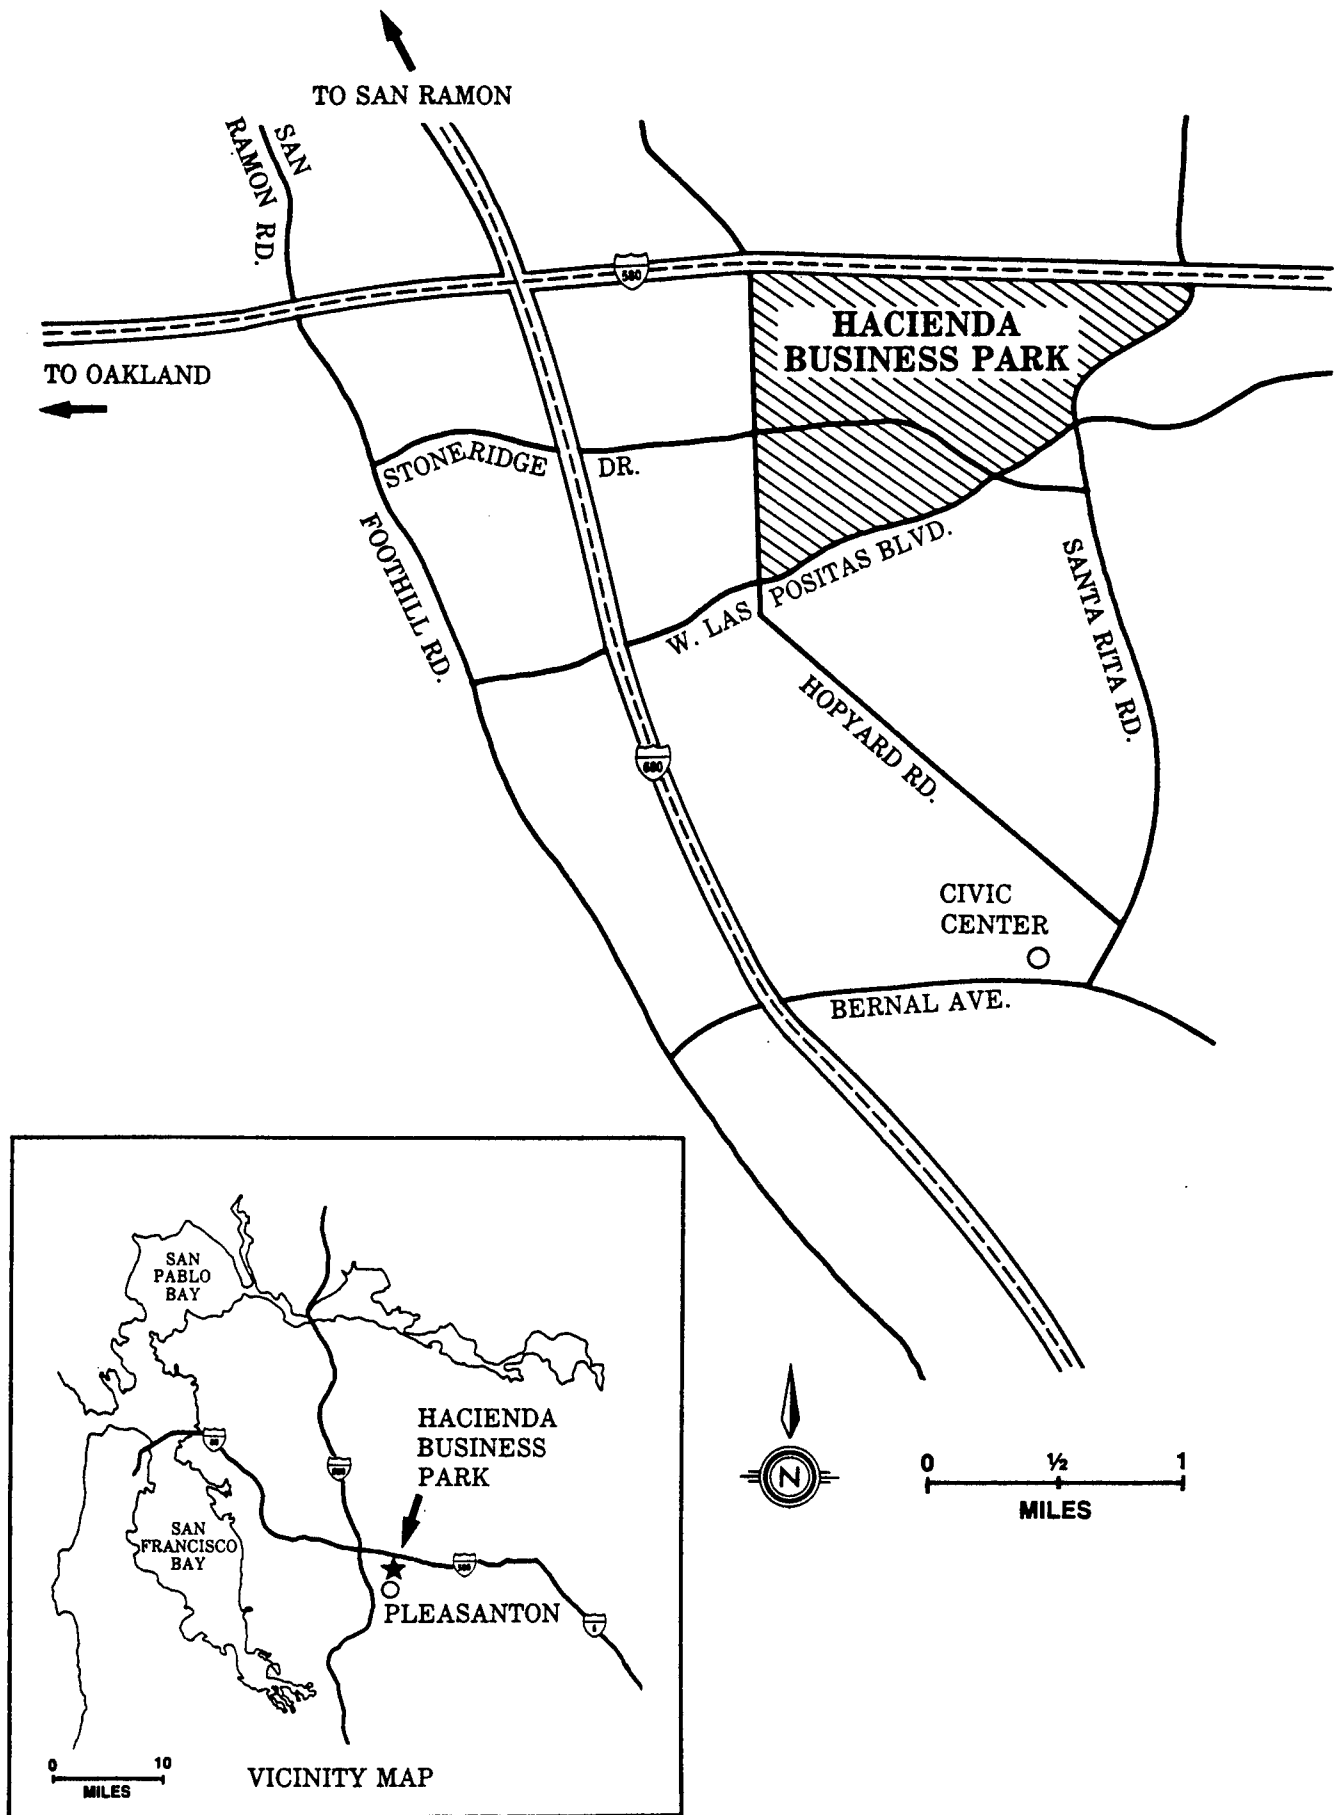 TO SAN RAMON
SAN
RAMON RD.
580
HACIENDA
BUSINESS PARK
TO OAKLAND
STONERIDGE DR.
FOOTHILL RD.
W. LAS POSITAS BLVD.
SANTA RITA RD.
HOPYARD RD.
680
CIVIC
CENTER
BERNAL AVE.
SAN
PABLO
BAY
HACIENDA
BUSINESS
PARK
SAN
FRANCISCO
BAY
PLEASANTON
0 10
MILES
VICINITY MAP
N
0 ½ 1
MILES